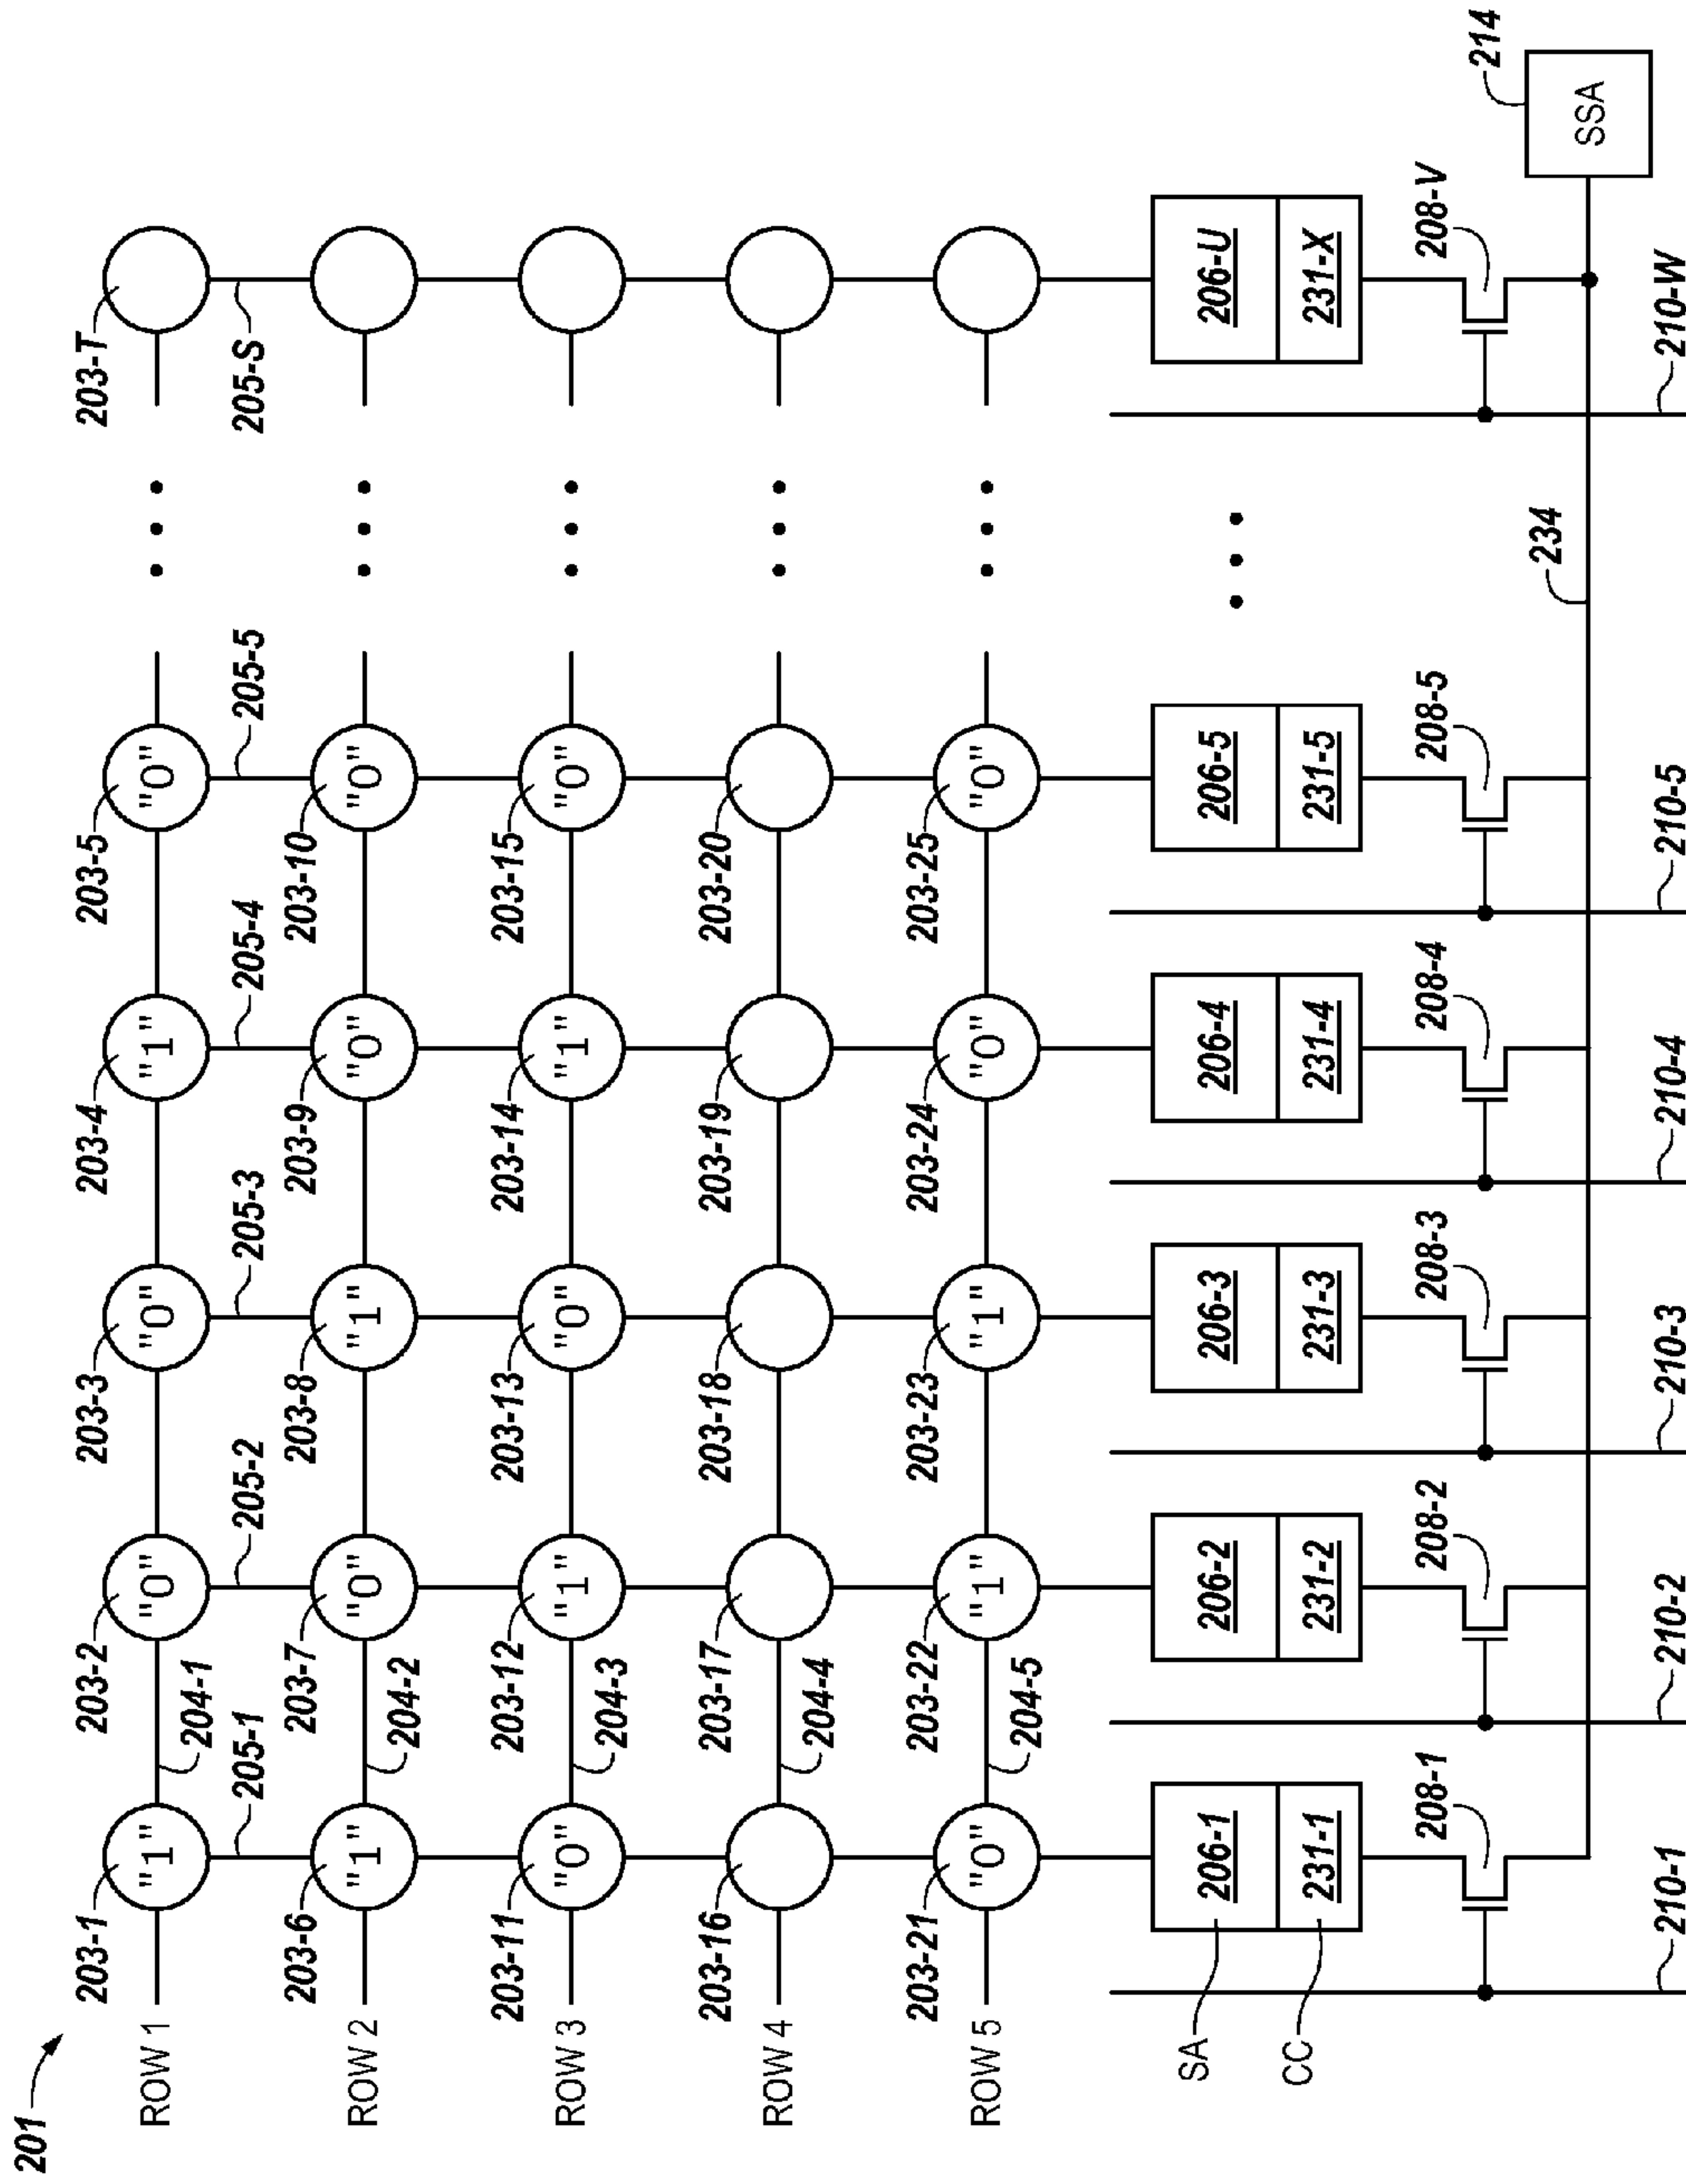 201
203-1 203-2 203-3 203-4 203-5 203-T
ROW 1 "1" "0" "0" "1" "0" • • •
204-1
205-1 205-2 205-3 205-4 205-5 205-S
203-6 203-7 203-8 203-9 203-10
ROW 2 "1" "0" "1" "0" "0" • • •
204-2
203-11 203-12 203-13 203-14 203-15
ROW 3 "0" "1" "0" "1" "0" • • •
204-3
203-16 203-17 203-18 203-19 203-20
ROW 4 • • •
204-4
203-21 203-22 203-23 203-24 203-25
ROW 5 "0" "1" "1" "0" "0" • • •
204-5
SA 206-1 206-2 206-3 206-4 206-5 • • • 206-U
CC 231-1 231-2 231-3 231-4 231-5 231-X
208-1 208-2 208-3 208-4 208-5 208-V
234 214
SSA
210-1 210-2 210-3 210-4 210-5 210-W